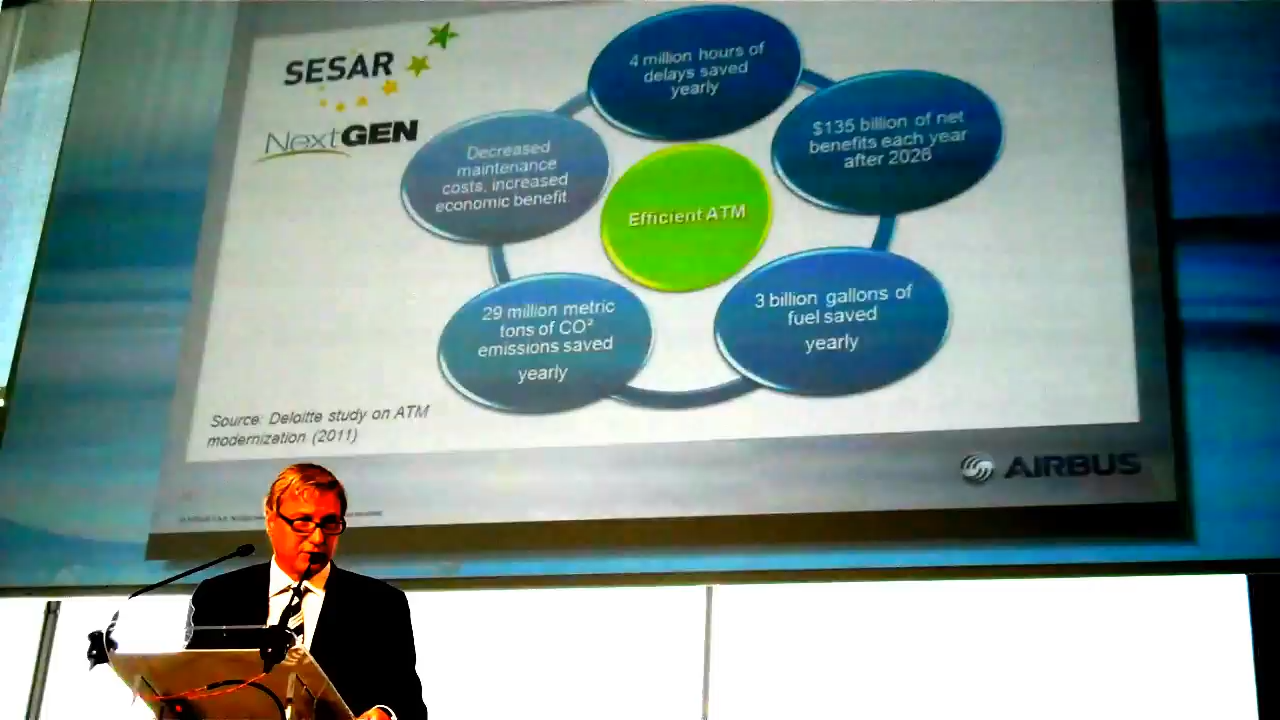 SESAR
NextGEN
4 million hours of
delays saved
yearly
$135 billion of net
benefits each year
after 2026
Decreased
maintenance
costs, increased
economic benefit
Efficient ATM
29 million metric
tons of CO²
emissions saved
yearly
3 billion gallons of
fuel saved
yearly
Source: Deloitte study on ATM
modernization (2011)
AIRBUS